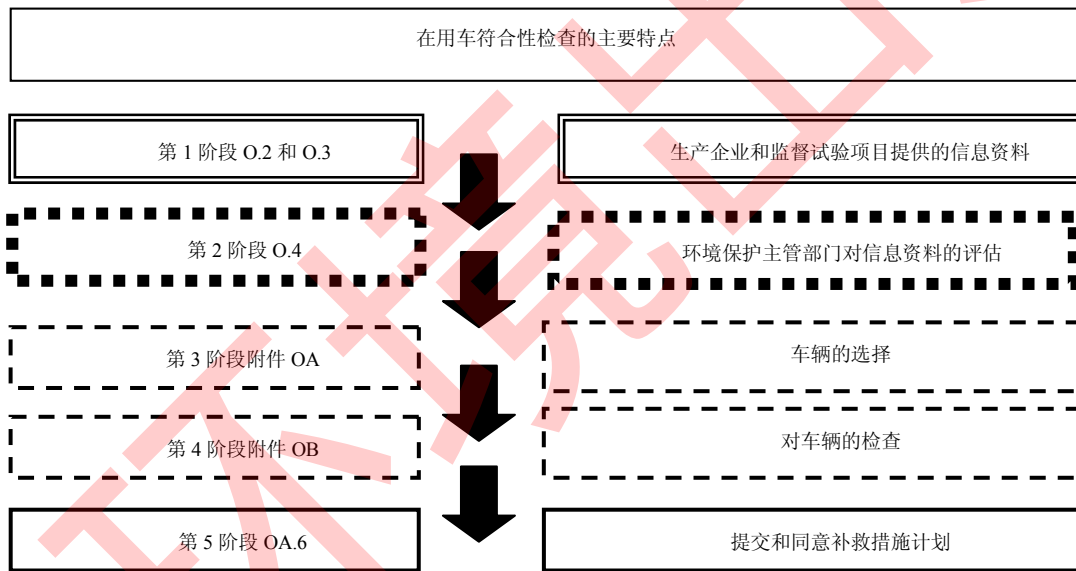 在用车符合性检查的主要特点
第 1 阶段 O.2 和 O.3
生产企业和监督试验项目提供的信息资料
第 2 阶段 O.4
环境保护主管部门对信息资料的评估
第 3 阶段附件 OA
车辆的选择
第 4 阶段附件 OB
对车辆的检查
第 5 阶段 OA.6
提交和同意补救措施计划